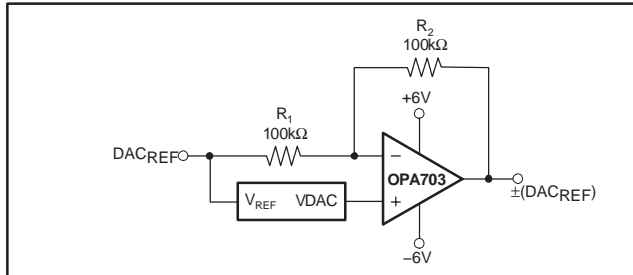 R2
100kΩ
+6V
R1
100kΩ
DACREF
−
OPA703
+
VREF VDAC
±(DACREF)
−6V